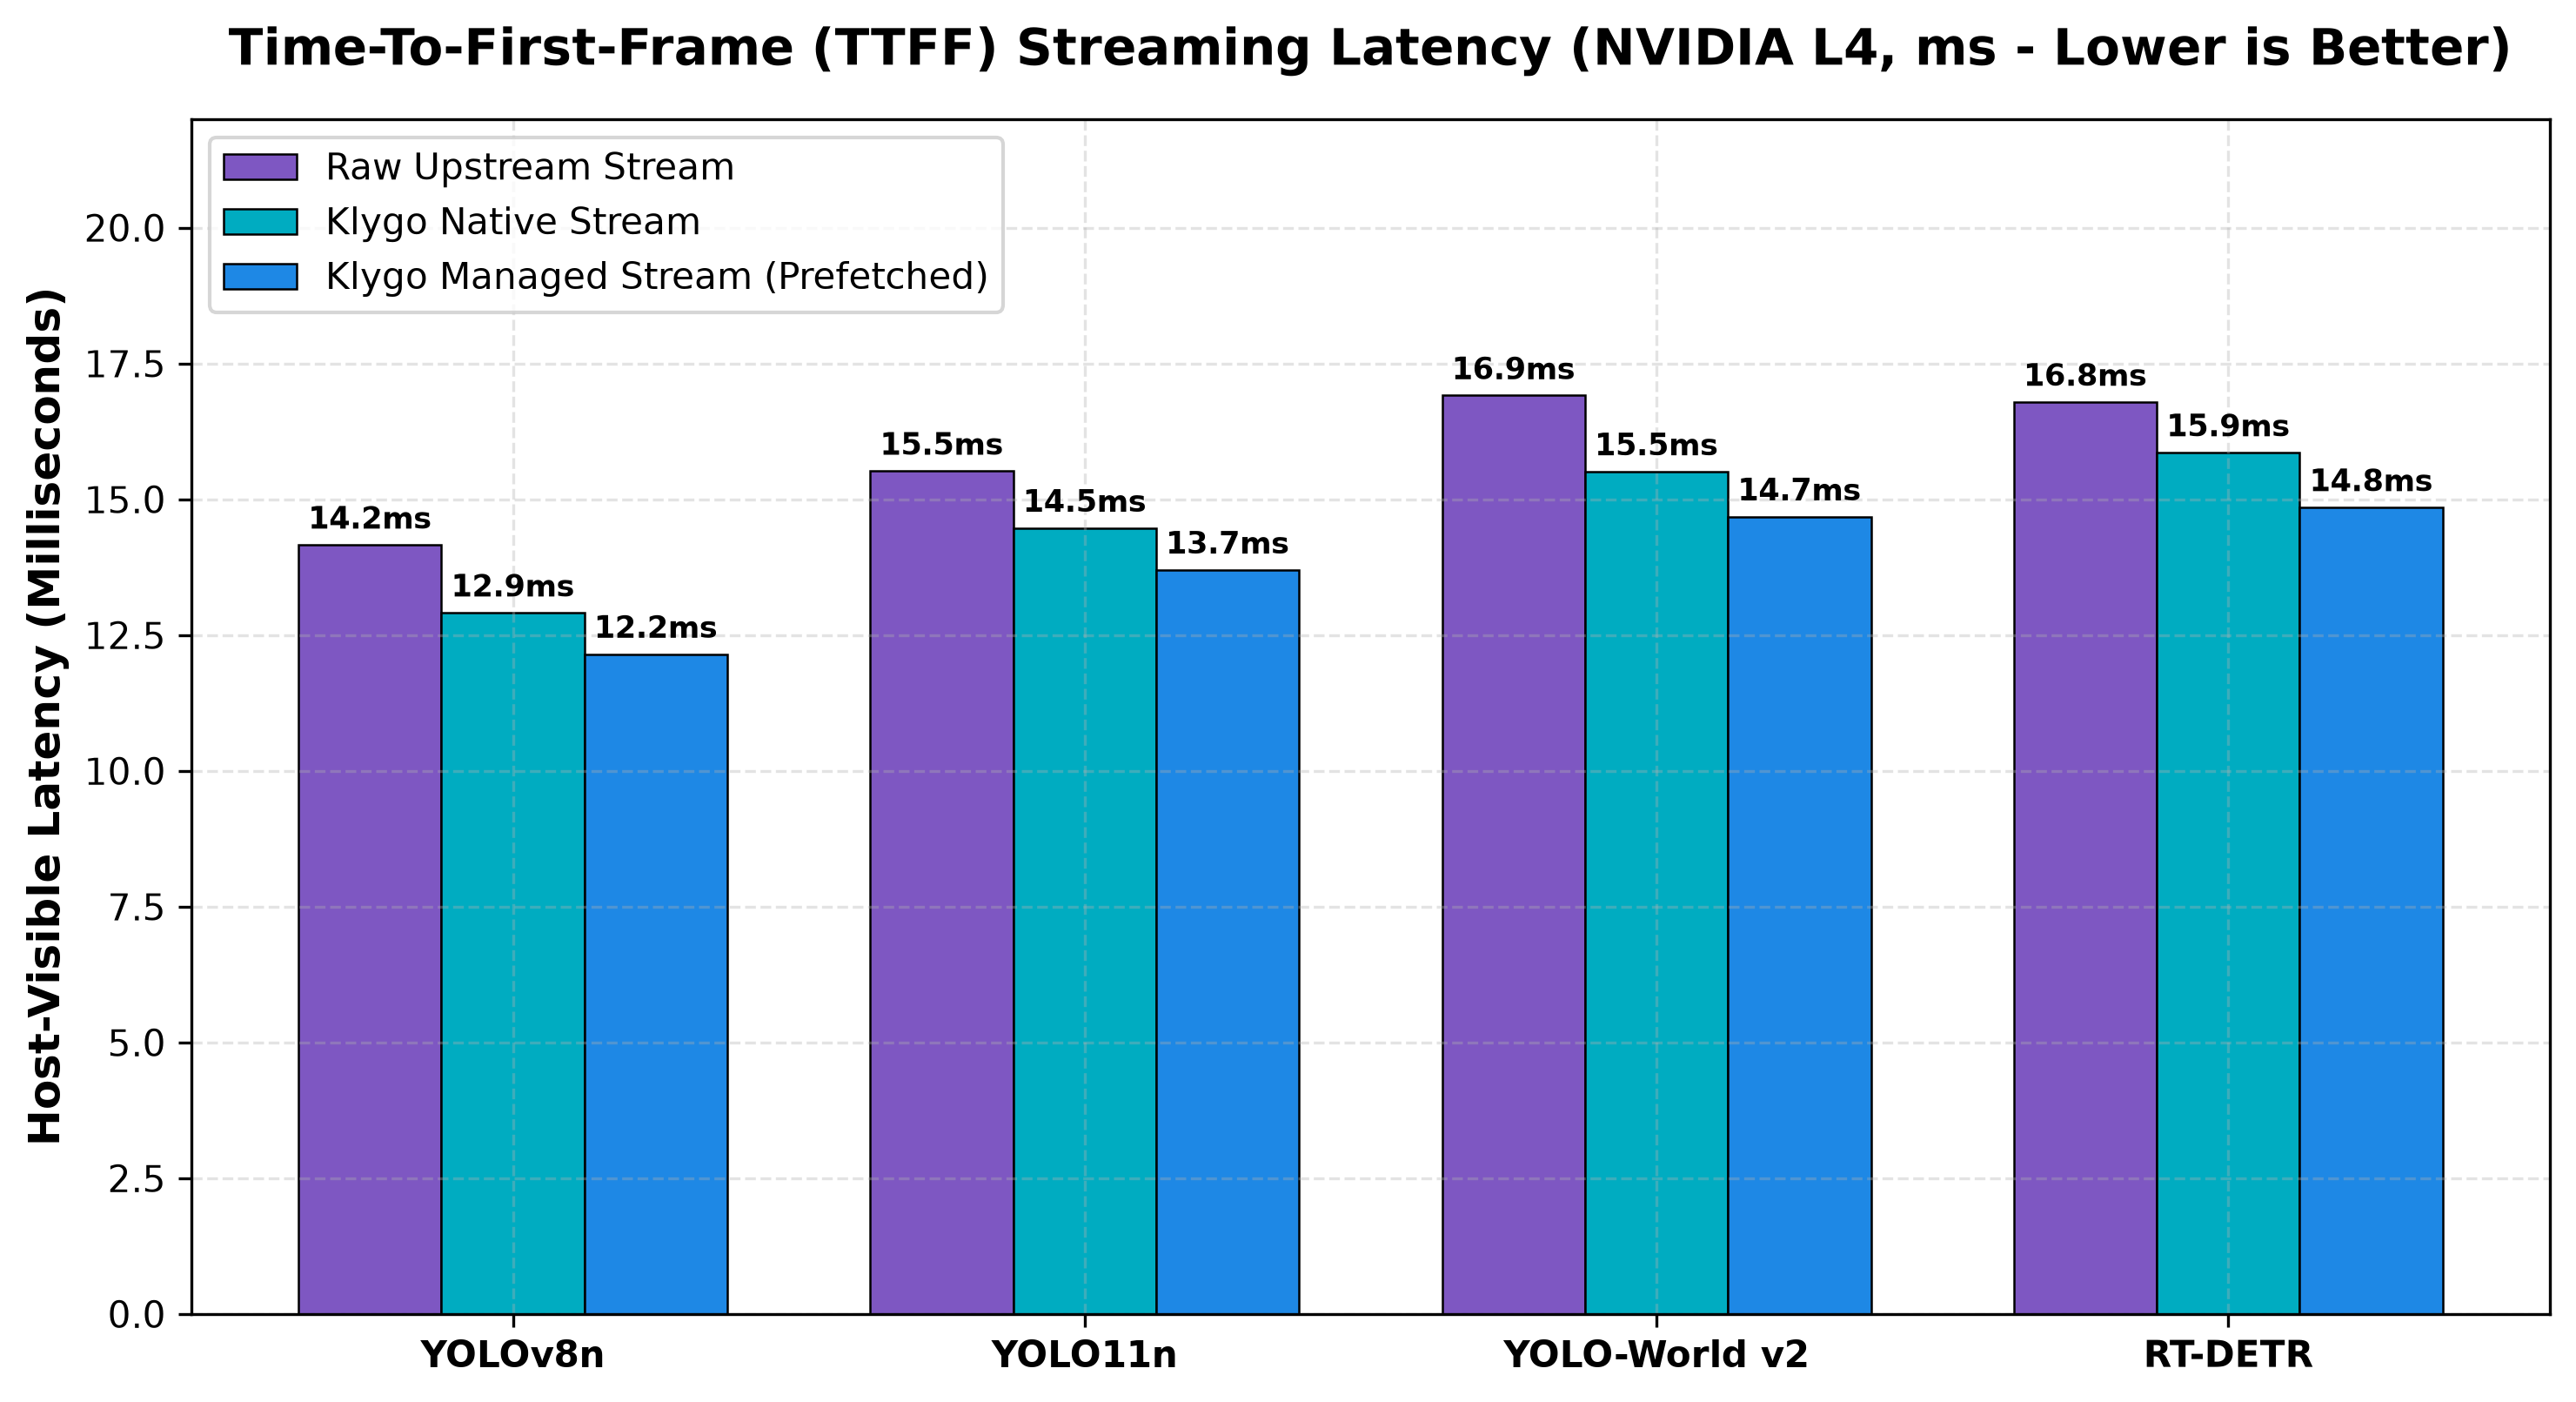 Time-To-First-Frame (TTFF) Streaming Latency (NVIDIA L4, ms - Lower is Better)
Raw Upstream Stream
Klygo Native Stream
Klygo Managed Stream (Prefetched)
Host-Visible Latency (Milliseconds)
20.0
17.5
15.0
12.5
10.0
7.5
5.0
2.5
0.0
14.2ms
12.9ms
12.2ms
15.5ms
14.5ms
13.7ms
16.9ms
15.5ms
14.7ms
16.8ms
15.9ms
14.8ms
YOLOv8n
YOLO11n
YOLO-World v2
RT-DETR